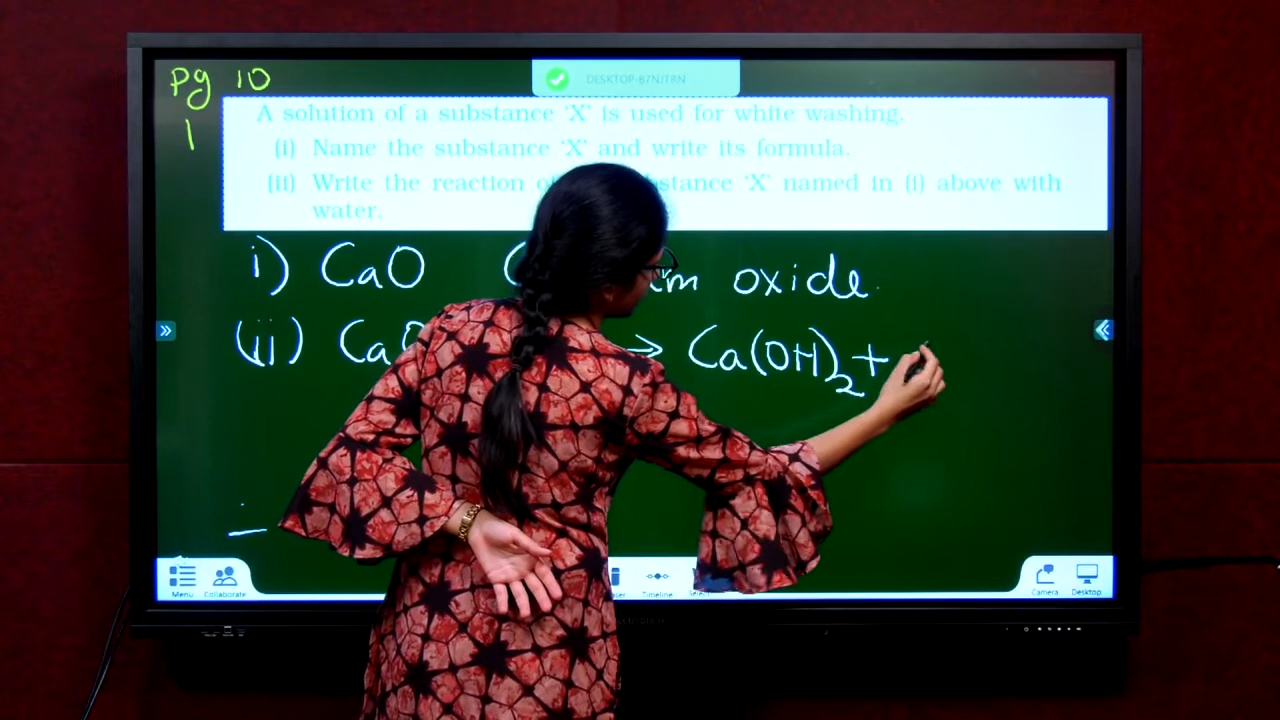 pg 10
DESKTOP-B7NJTRN
1
A solution of a substance ‘X’ is used for white washing.
(i) Name the substance ‘X’ and write its formula.
(ii) Write the reaction of ‘X’ named in (i) above with
water.
i) CaO oxide
(ii) → Ca(OH)2+
Menu Collaborate Timeline Select Camera Desktop